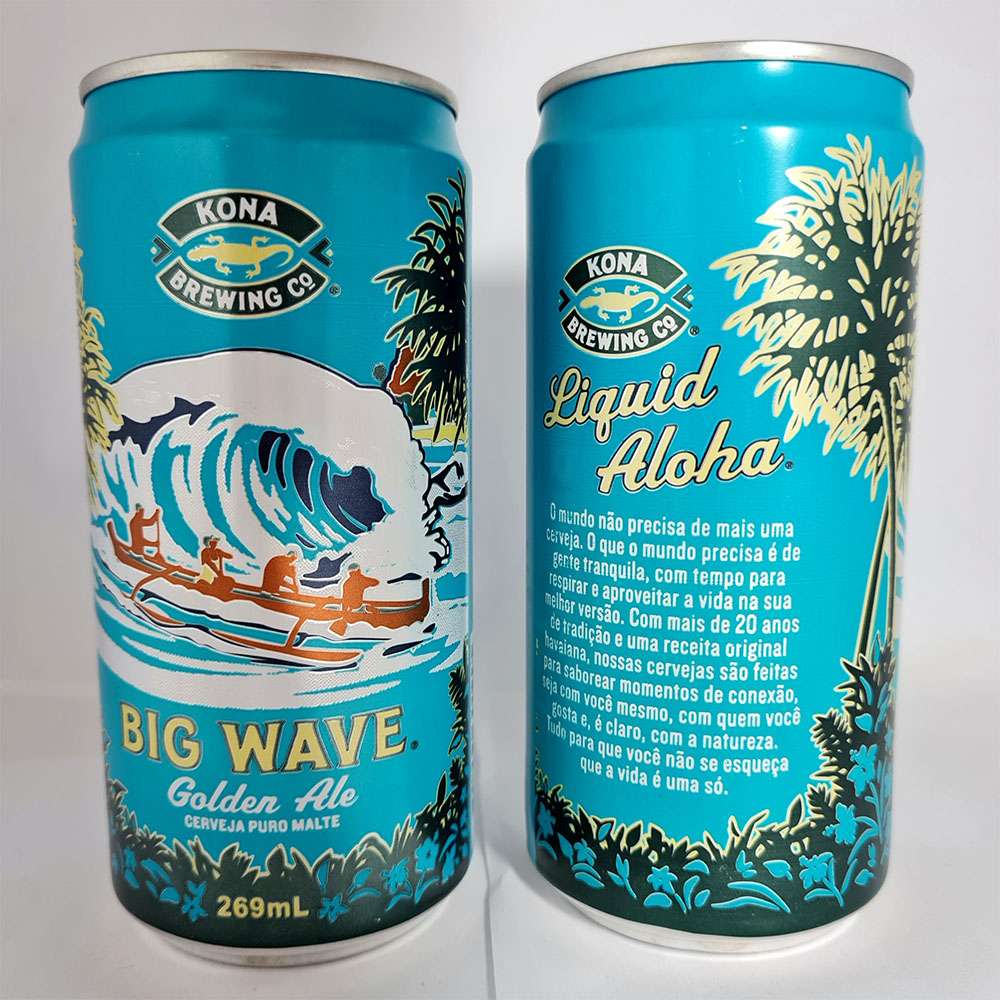 KONA
BREWING Cº
®
BIG WAVE®
Golden Ale
CERVEJA PURO MALTE
269mL
KONA
BREWING Cº
®
Liquid
Aloha®
O mundo não precisa de mais uma
cerveja. O que o mundo precisa é de
gente tranquila, com tempo para
respirar e aproveitar a vida na sua
melhor versão. Com mais de 20 anos
de tradição e uma receita original
havaiana, nossas cervejas são feitas
para saborear momentos de conexão,
seja com você mesmo, com quem você
gosta e, é claro, com a natureza.
Tudo para que você não se esqueça
que a vida é uma só.